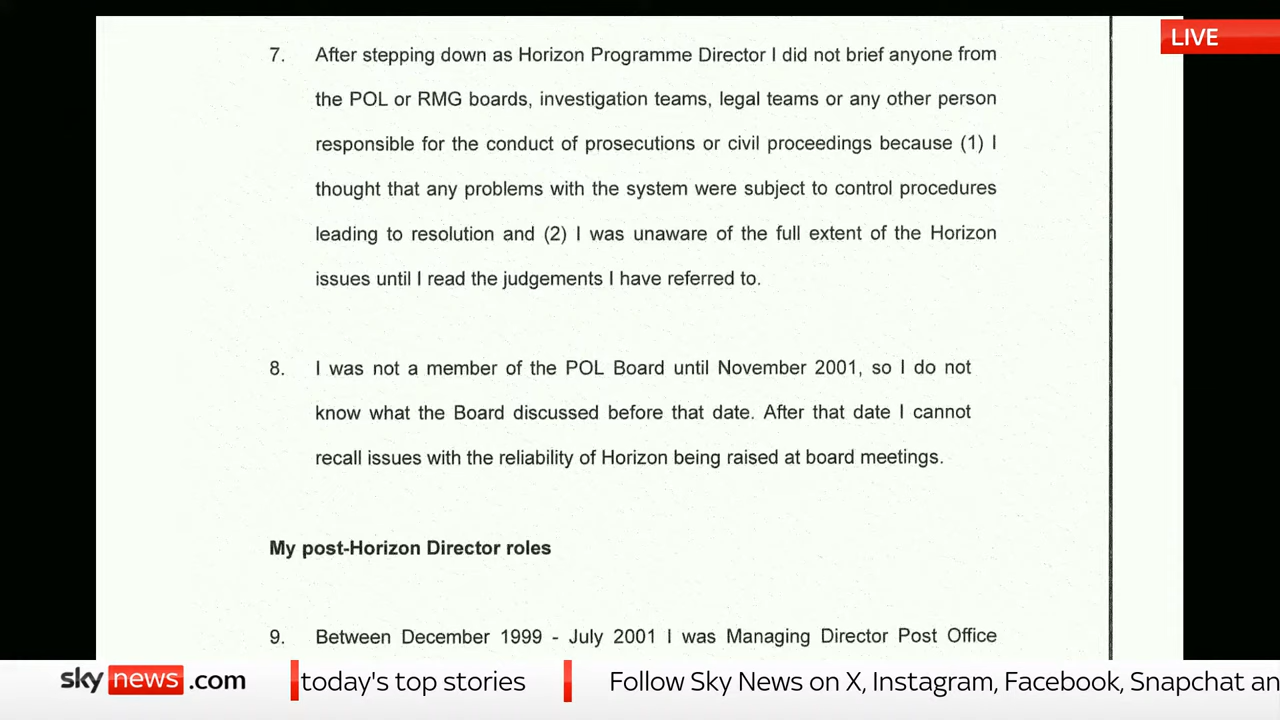 LIVE
7. After stepping down as Horizon Programme Director I did not brief anyone from
the POL or RMG boards, investigation teams, legal teams or any other person
responsible for the conduct of prosecutions or civil proceedings because (1) I
thought that any problems with the system were subject to control procedures
leading to resolution and (2) I was unaware of the full extent of the Horizon
issues until I read the judgements I have referred to.
8. I was not a member of the POL Board until November 2001, so I do not
know what the Board discussed before that date. After that date I cannot
recall issues with the reliability of Horizon being raised at board meetings.
My post-Horizon Director roles
9. Between December 1999 - July 2001 I was Managing Director Post Office
sky news .com today's top stories Follow Sky News on X, Instagram, Facebook, Snapchat an